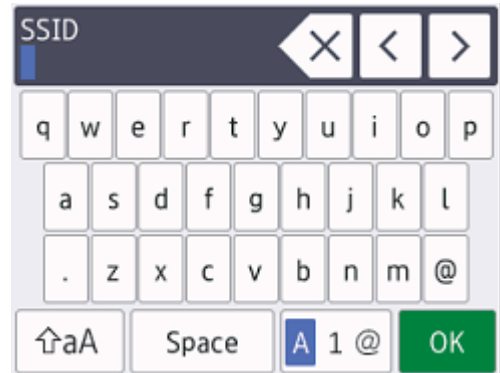 SSID
q w e r t y u i o p
a s d f g h j k l
. z x c v b n m @
aA Space A 1 @ OK